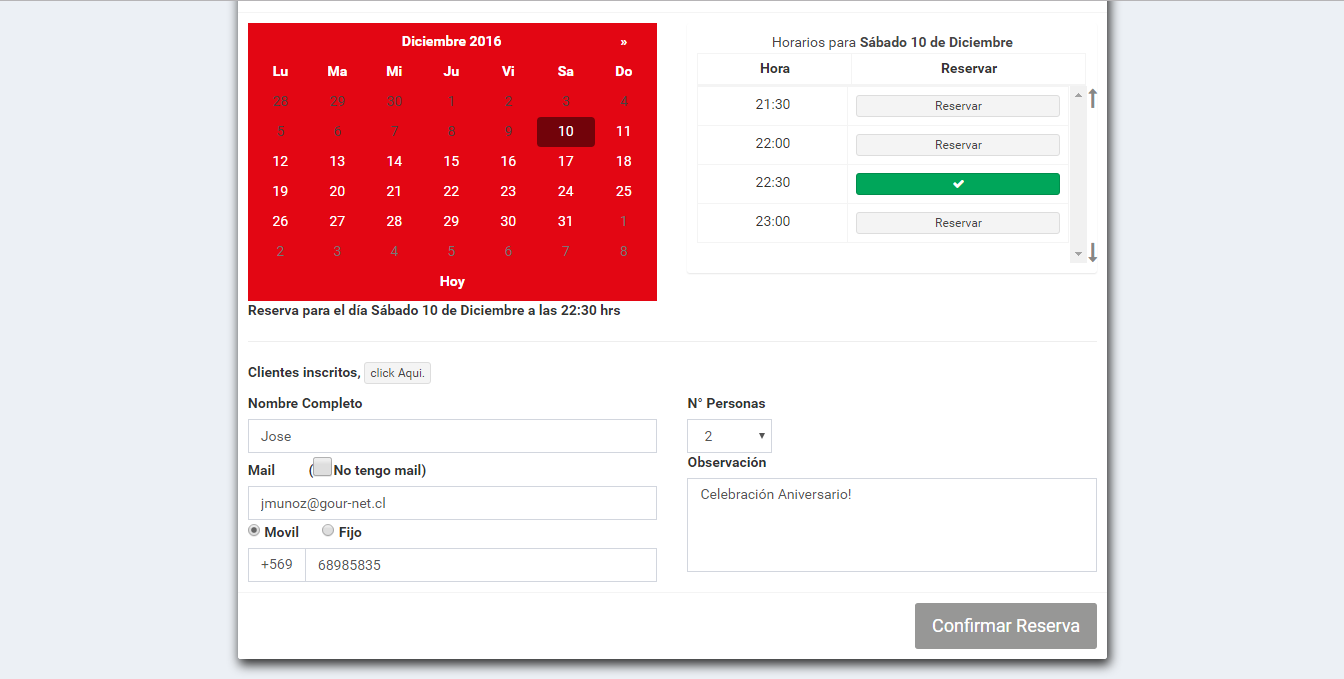 Diciembre 2016 »
Lu Ma Mi Ju Vi Sa Do
28 29 30 1 2 3 4
5 6 7 8 9 10 11
12 13 14 15 16 17 18
19 20 21 22 23 24 25
26 27 28 29 30 31 1
2 3 4 5 6 7 8
Hoy
Reserva para el día Sábado 10 de Diciembre a las 22:30 hrs
Horarios para Sábado 10 de Diciembre
Hora Reservar
21:30 Reservar
22:00 Reservar
22:30
23:00 Reservar
Clientes inscritos, click Aqui.
Nombre Completo
Jose
Mail (No tengo mail)
jmunoz@gour-net.cl
Movil Fijo
+569 68985835
N° Personas
2
Observación
Celebración Aniversario!
Confirmar Reserva